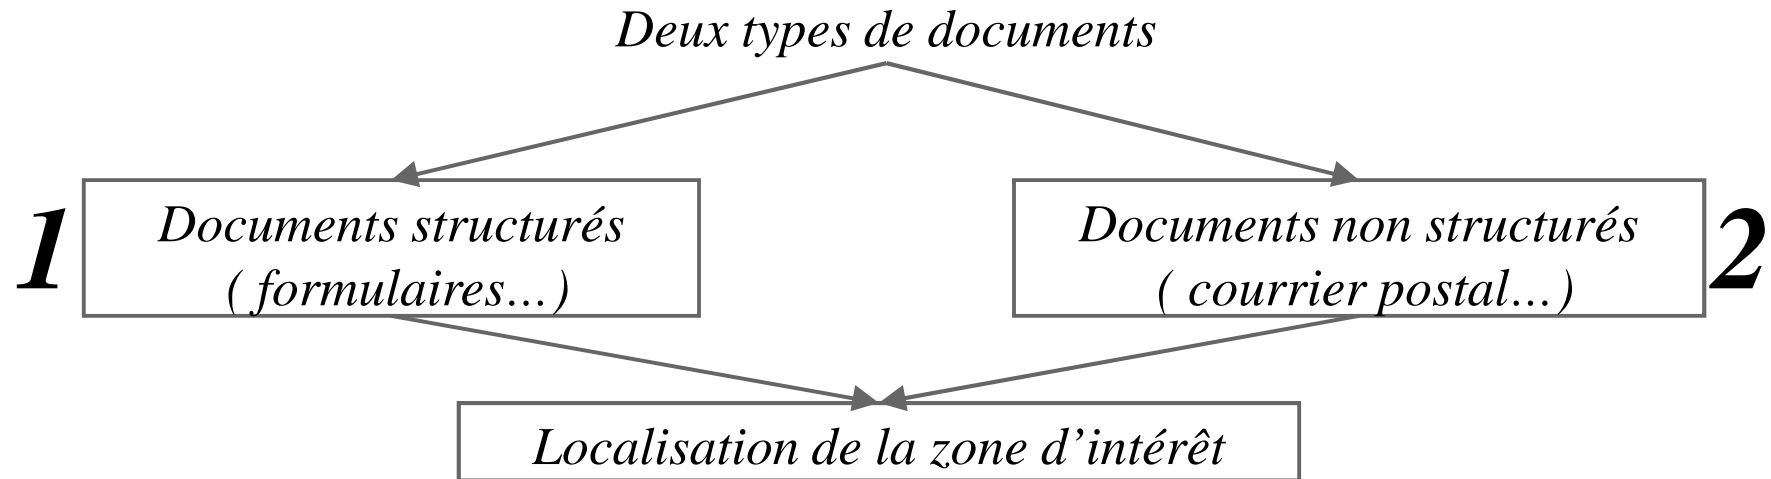 Deux types de documents
1
Documents structurés
( formulaires…)
Documents non structurés
( courrier postal…)
2
Localisation de la zone d’intérêt